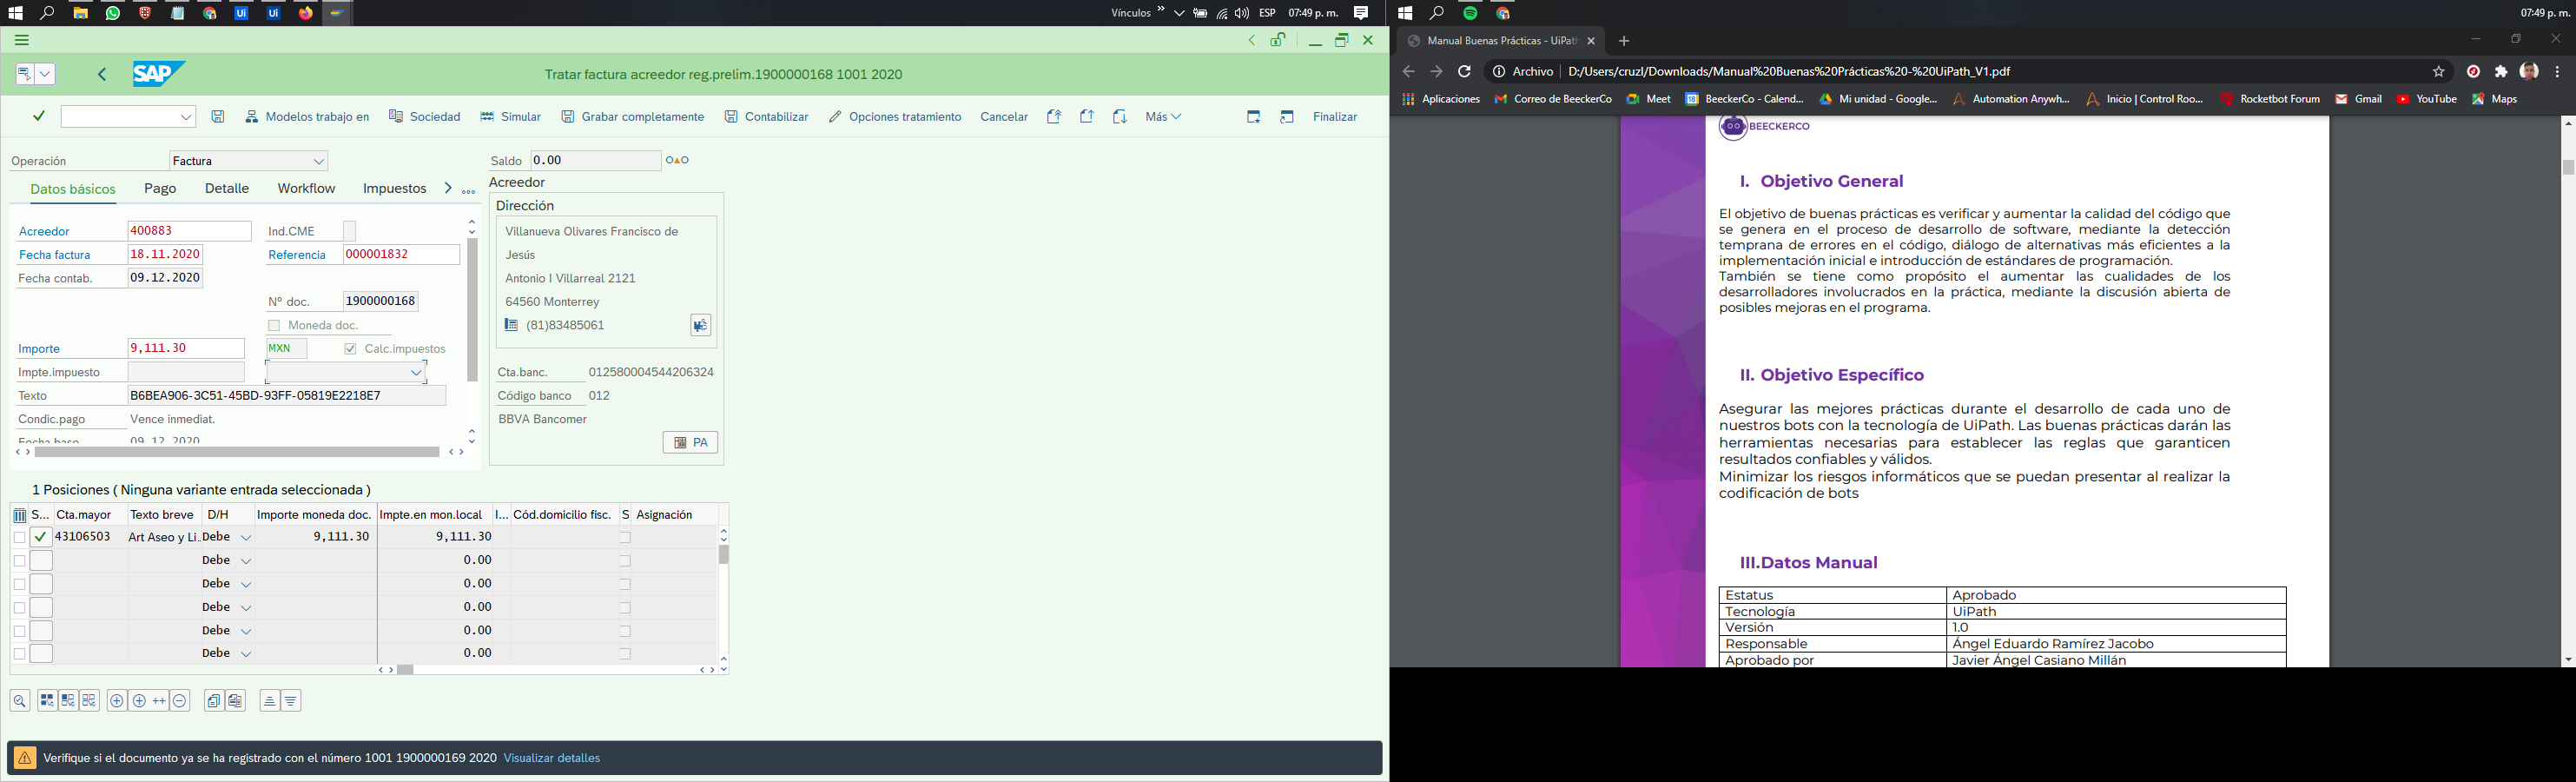 Vínculos
ESP
07:49 p. m.
07:49 p. m.
SAP
Tratar factura acreedor reg.prelim.1900000168 1001 2020
Modelos trabajo en
Sociedad
Simular
Grabar completamente
Contabilizar
Opciones tratamiento
Cancelar
Más
Finalizar
Operación
Factura
Saldo
0.00
Datos básicos
Pago
Detalle
Workflow
Impuestos
Acreedor
400883
Ind.CME
Fecha factura
18.11.2020
Referencia
000001832
Fecha contab.
09.12.2020
Nº doc.
1900000168
Moneda doc.
Importe
9,111.30
MXN
Calc.impuestos
Impte.impuesto
Texto
B6BEA906-3C51-45BD-93FF-05819E2218E7
Condic.pago
Vence inmediat.
Fecha base
09.12.2020
Acreedor
Dirección
Villanueva Olivares Francisco de
Jesús
Antonio I Villarreal 2121
64560 Monterrey
(81)83485061
Cta.banc.
012580004544206324
Código banco
012
BBVA Bancomer
PA
1 Posiciones ( Ninguna variante entrada seleccionada )
S... Cta.mayor Texto breve D/H Importe moneda doc. Impte.en mon.local I... Cód.domicilio fisc. S Asignación
43106503 Art Aseo y Li.. Debe 9,111.30 9,111.30
Debe 0.00
Debe 0.00
Debe 0.00
Debe 0.00
Debe 0.00
Verifique si el documento ya se ha registrado con el número 1001 1900000169 2020 Visualizar detalles
Manual Buenas Prácticas - UiPath
Archivo
D:/Users/cruzl/Downloads/Manual%20Buenas%20Prácticas%20-%20UiPath_V1.pdf
Aplicaciones
Correo de BeeckerCo
Meet
BeeckerCo - Calend...
Mi unidad - Google...
Automation Anywh...
Inicio | Control Roo...
Rocketbot Forum
Gmail
YouTube
Maps
BEECKERCO
I. Objetivo General
El objetivo de buenas prácticas es verificar y aumentar la calidad del código que
se genera en el proceso de desarrollo de software, mediante la detección
temprana de errores en el código, diálogo de alternativas más eficientes a la
implementación inicial e introducción de estándares de programación.
También se tiene como propósito el aumentar las cualidades de los
desarrolladores involucrados en la práctica, mediante la discusión abierta de
posibles mejoras en el programa.
II. Objetivo Específico
Asegurar las mejores prácticas durante el desarrollo de cada uno de
nuestros bots con la tecnología de UiPath. Las buenas prácticas darán las
herramientas necesarias para establecer las reglas que garanticen
resultados confiables y válidos.
Minimizar los riesgos informáticos que se puedan presentar al realizar la
codificación de bots
III.Datos Manual
Estatus Aprobado
Tecnología UiPath
Versión 1.0
Responsable Ángel Eduardo Ramírez Jacobo
Aprobado por Javier Ángel Casiano Millán